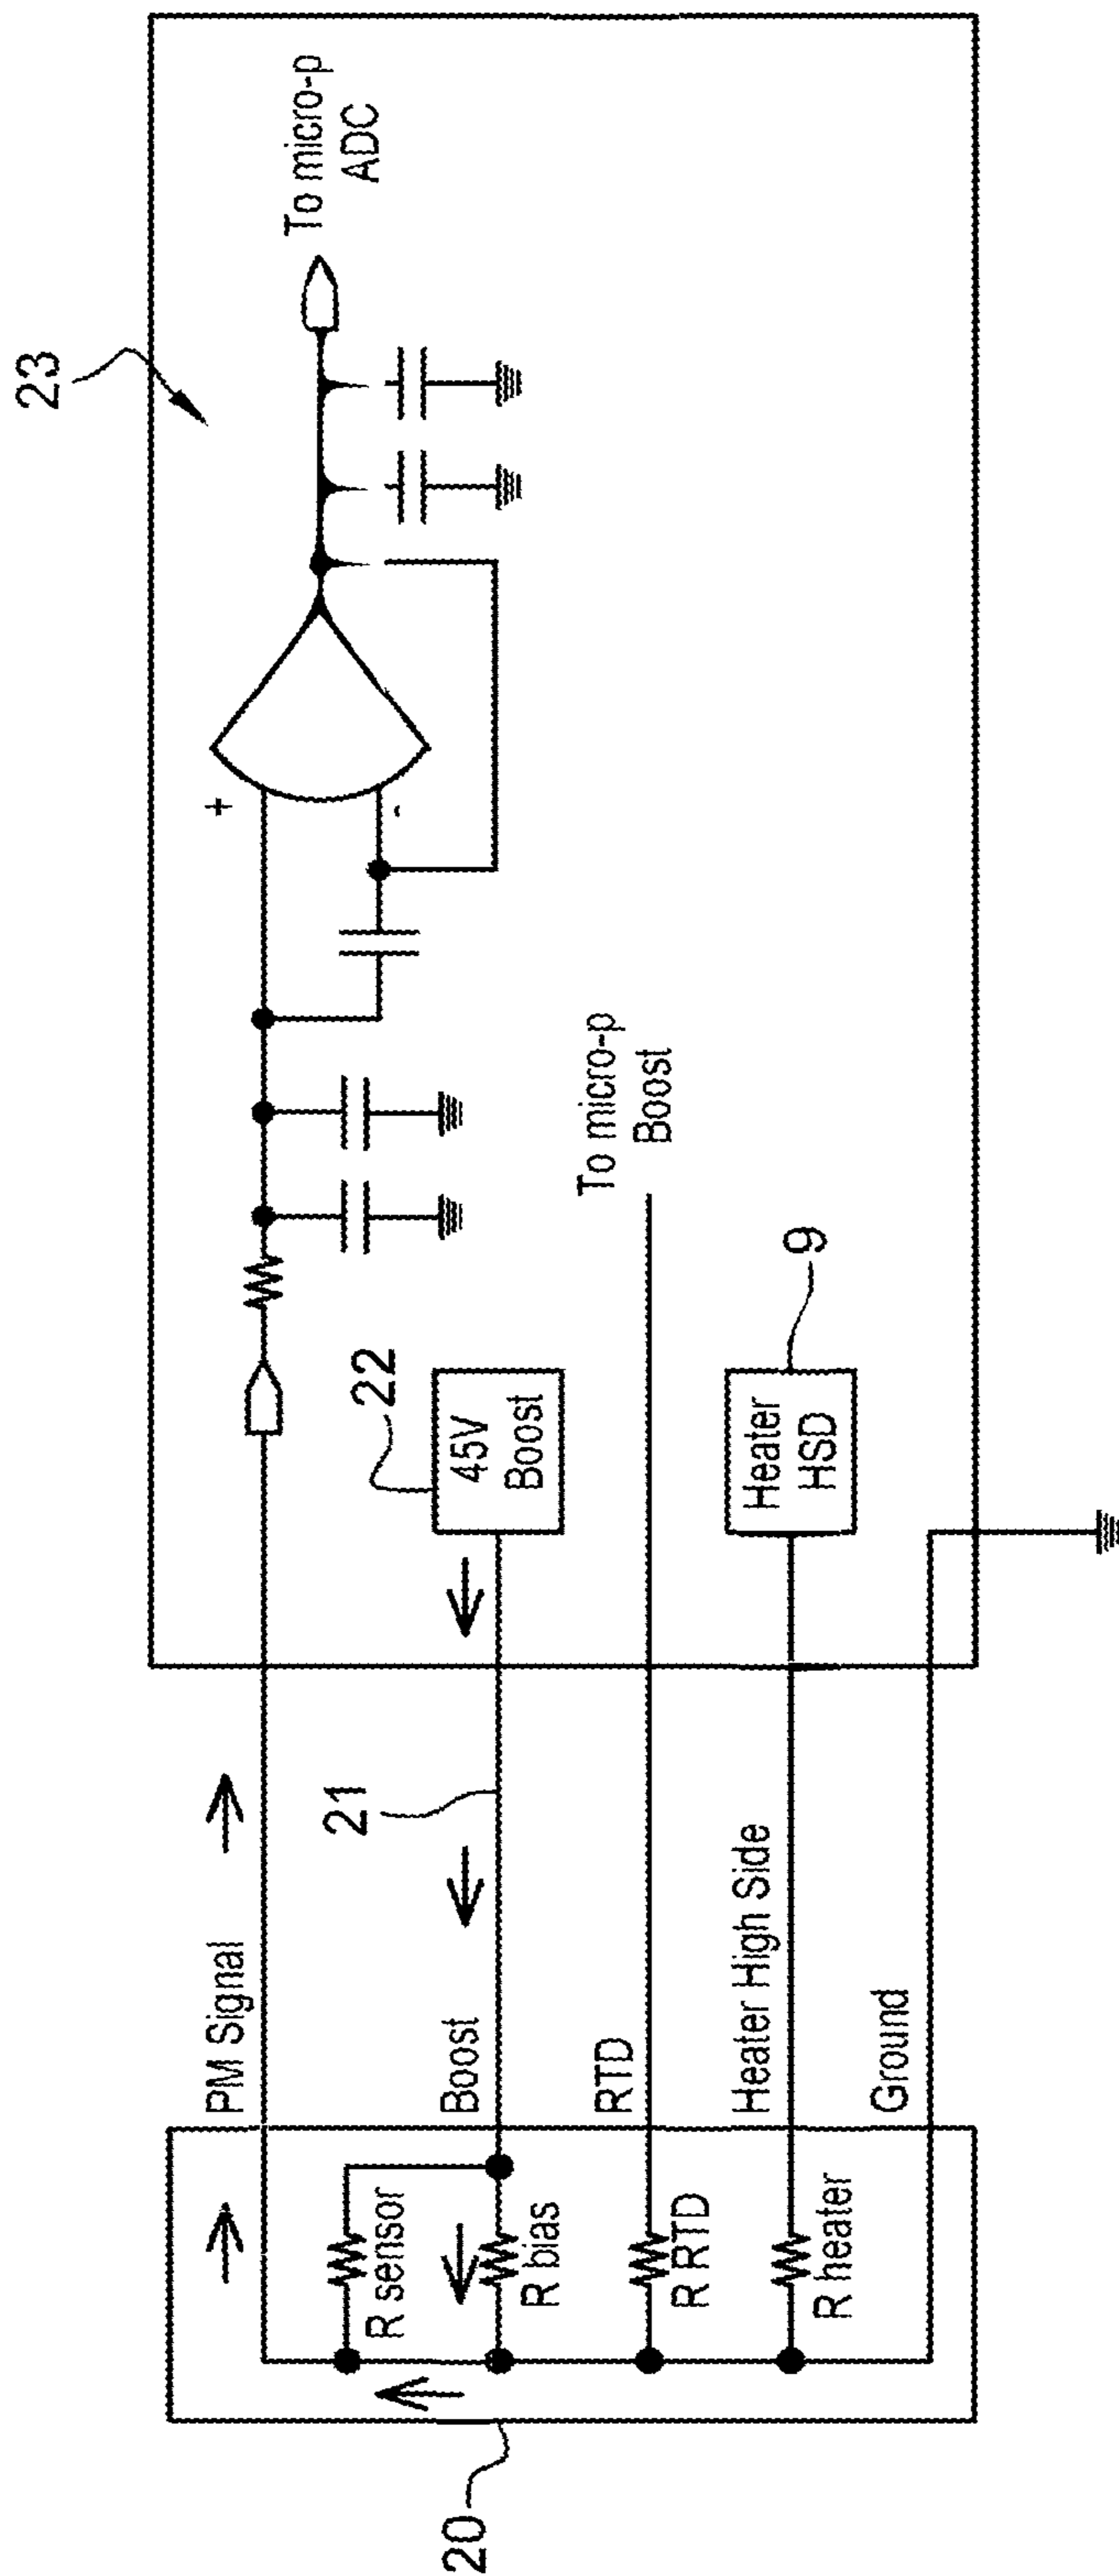 23
To micro-p
ADC
+
-
To micro-p
Boost
22
45V
Boost
9
Heater
HSD
21
PM Signal
Boost
RTD
Heater High Side
Ground
R sensor
R bias
R RTD
R heater
20